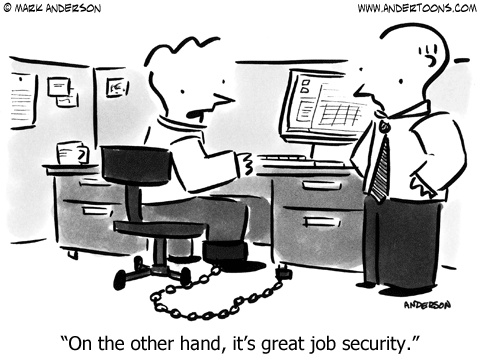 © MARK ANDERSON
WWW.ANDERTOONS.COM
ANDERSON
“On the other hand, it’s great job security.”